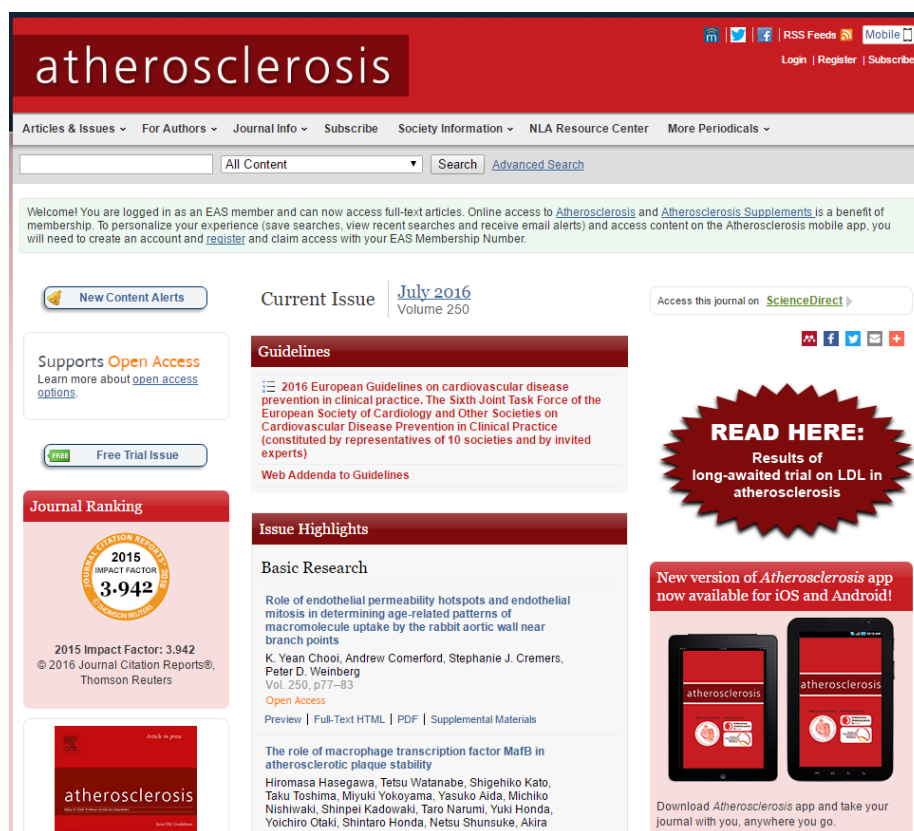 atherosclerosis
RSS Feeds
Mobile
Login | Register | Subscribe
Articles & Issues
For Authors
Journal Info
Subscribe
Society Information
NLA Resource Center
More Periodicals
All Content
Search
Advanced Search
Welcome! You are logged in as an EAS member and can now access full-text articles. Online access to Atherosclerosis and Atherosclerosis Supplements is a benefit of
membership. To personalize your experience (save searches, view recent searches and receive email alerts) and access content on the Atherosclerosis mobile app, you
will need to create an account and register and claim access with your EAS Membership Number.
New Content Alerts
Supports Open Access
Learn more about open access
options.
FREE
Free Trial Issue
Journal Ranking
JOURNAL CITATION REPORTS® 2016
2015
IMPACT FACTOR
3.942
© THOMSON REUTERS
2015 Impact Factor: 3.942
© 2016 Journal Citation Reports®,
Thomson Reuters
Article in press
atherosclerosis
Current Issue
July 2016
Volume 250
Guidelines
2016 European Guidelines on cardiovascular disease
prevention in clinical practice. The Sixth Joint Task Force of the
European Society of Cardiology and Other Societies on
Cardiovascular Disease Prevention in Clinical Practice
(constituted by representatives of 10 societies and by invited
experts)
Web Addenda to Guidelines
Issue Highlights
Basic Research
Role of endothelial permeability hotspots and endothelial
mitosis in determining age-related patterns of
macromolecule uptake by the rabbit aortic wall near
branch points
K. Yean Chooi, Andrew Comerford, Stephanie J. Cremers,
Peter D. Weinberg
Vol. 250, p77–83
Open Access
Preview | Full-Text HTML | PDF | Supplemental Materials
The role of macrophage transcription factor MafB in
atherosclerotic plaque stability
Hiromasa Hasegawa, Tetsu Watanabe, Shigehiko Kato,
Taku Toshima, Miyuki Yokoyama, Yasuko Aida, Michiko
Nishiwaki, Shinpei Kadowaki, Taro Narumi, Yuki Honda,
Yoichiro Otaki, Shintaro Honda, Netsu Shunsuke, Akira
Access this journal on ScienceDirect
READ HERE:
Results of
long-awaited trial on LDL in
atherosclerosis
New version of Atherosclerosis app
now available for iOS and Android!
atherosclerosis
atherosclerosis
Download Atherosclerosis app and take your
journal with you, anywhere you go.